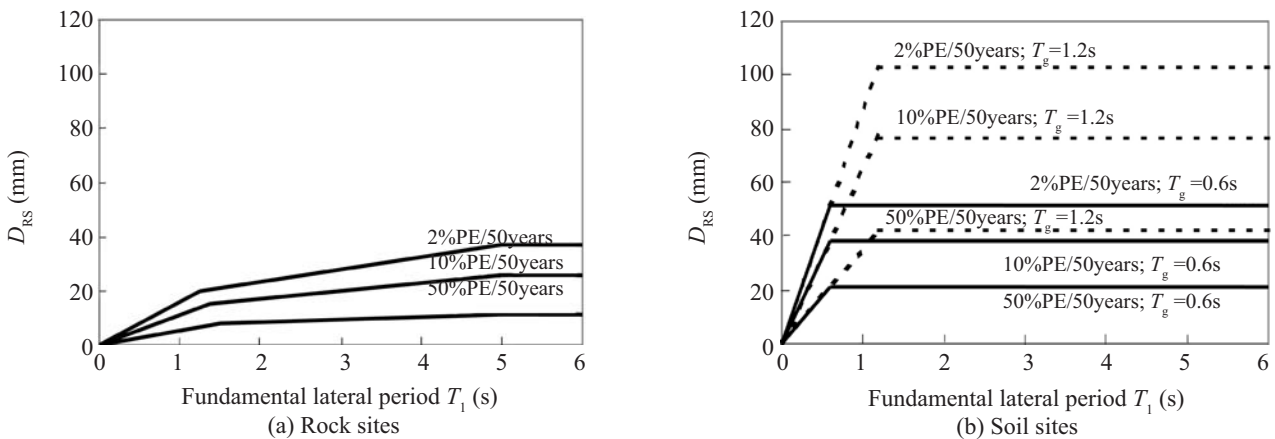 120
100
80
60
40
20
0
D_RS (mm)
2%PE/50years
10%PE/50years
50%PE/50years
0 1 2 3 4 5 6
Fundamental lateral period T_1 (s)
(a) Rock sites
120
100
80
60
40
20
0
D_RS (mm)
2%PE/50years; T_g=1.2s
10%PE/50years; T_g=1.2s
2%PE/50years; T_g=0.6s
50%PE/50years; T_g=1.2s
10%PE/50years; T_g=0.6s
50%PE/50years; T_g=0.6s
0 1 2 3 4 5 6
Fundamental lateral period T_1 (s)
(b) Soil sites